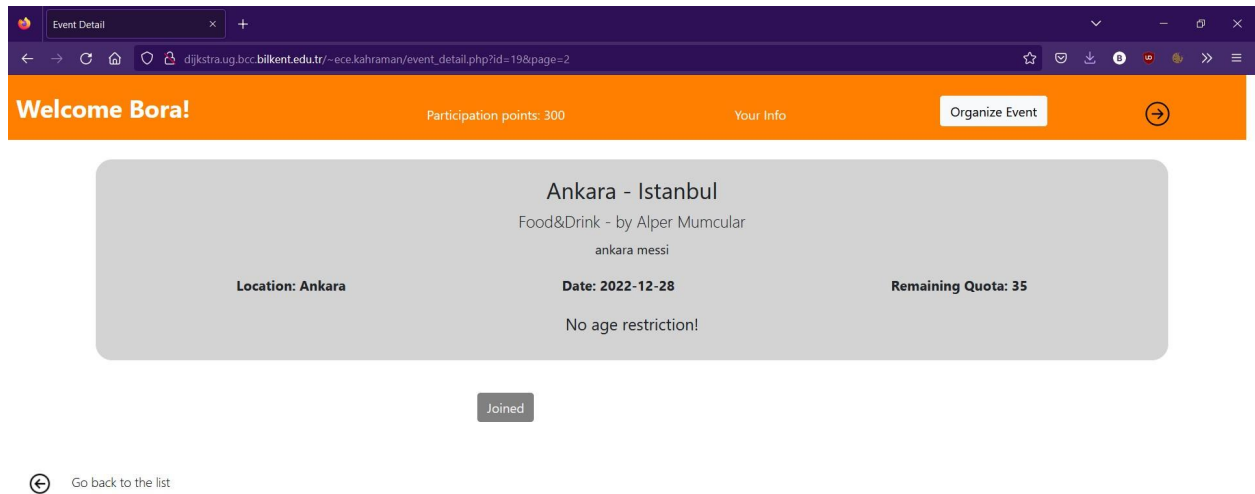 Event Detail
dijkstra.ug.bcc.bilkent.edu.tr/~ece.kahraman/event_detail.php?id=19&page=2
Welcome Bora!
Participation points: 300
Your Info
Organize Event
Ankara - Istanbul
Food&Drink - by Alper Mumcular
ankara messi
Location: Ankara
Date: 2022-12-28
Remaining Quota: 35
No age restriction!
Joined
Go back to the list